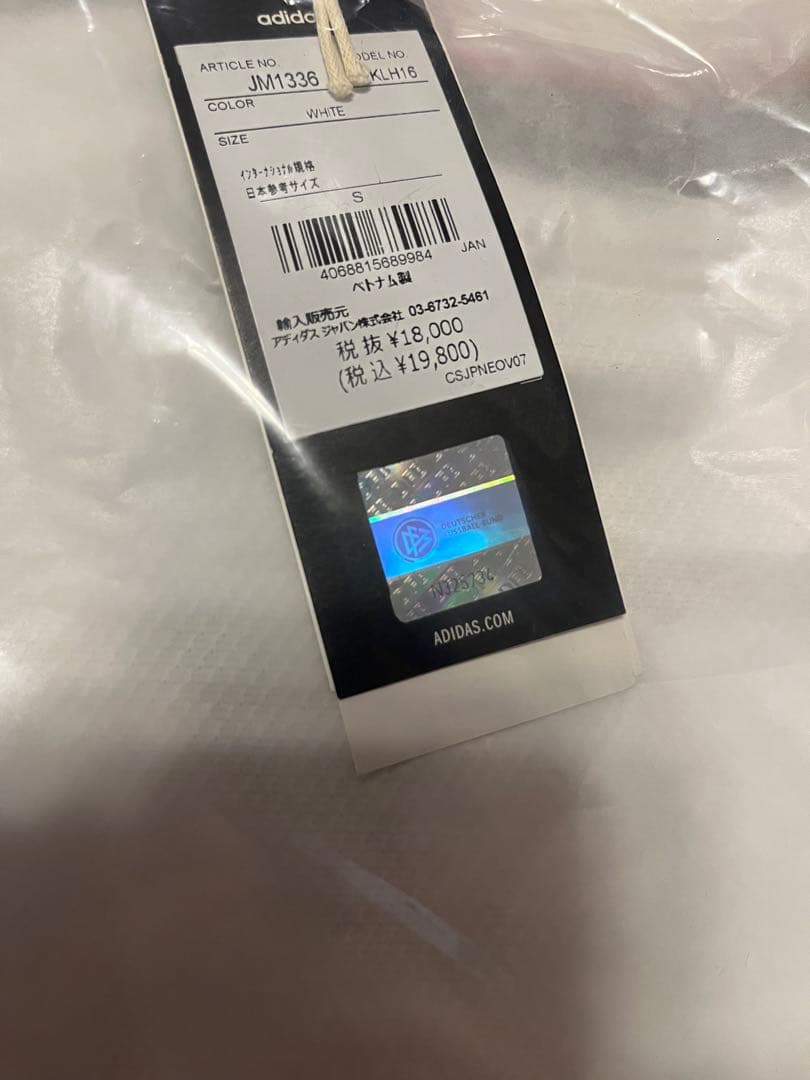 adidas
ARTICLE NO. MODEL NO.
JM1336 KLH16
COLOR
WHITE
SIZE
インターナショナル規格
日本参考サイズ
S
4068815689984 JAN
ベトナム製
輸入販売元
アディダス ジャパン株式会社 03-6732-5461
税抜¥18,000
(税込¥19,800)
CSJPNEOV07
DEUTSCHER
FUSSBALL-BUND
ADIDAS.COM